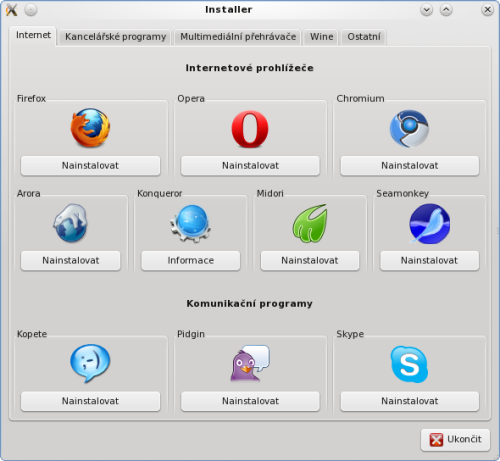 Installer
Internet Kancelářské programy Multimediální přehrávače Wine Ostatní
Internetové prohlížeče
Firefox Opera Chromium
Nainstalovat Nainstalovat Nainstalovat
Arora Konqueror Midori Seamonkey
Nainstalovat Informace Nainstalovat Nainstalovat
Komunikační programy
Kopete Pidgin Skype
Nainstalovat Nainstalovat Nainstalovat
Ukončit